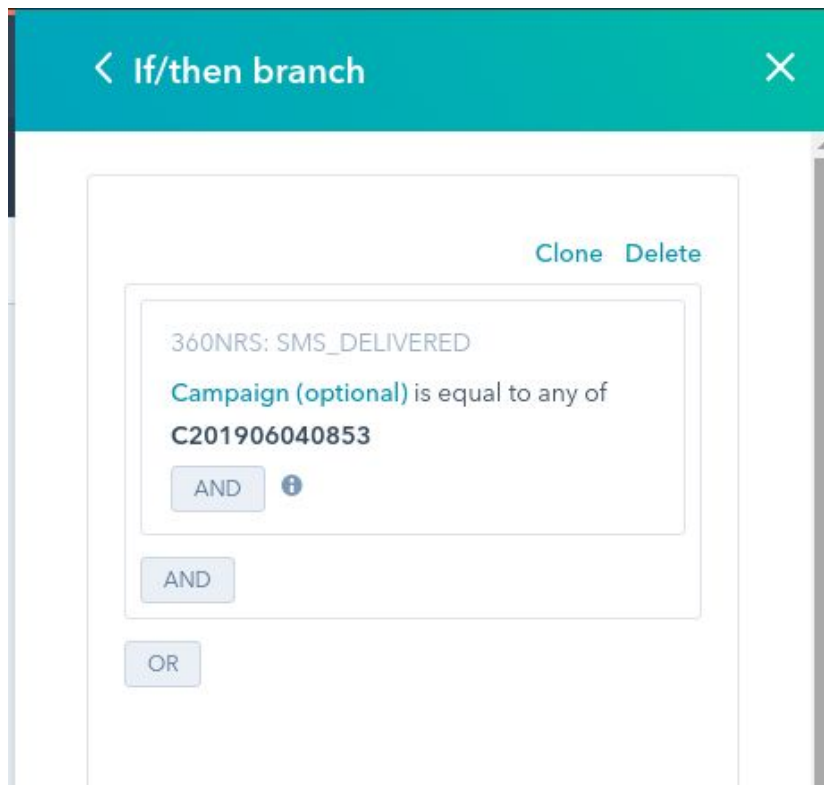 If/then branch
Clone Delete
360NRS: SMS_DELIVERED
Campaign (optional) is equal to any of
C201906040853
AND
AND
OR